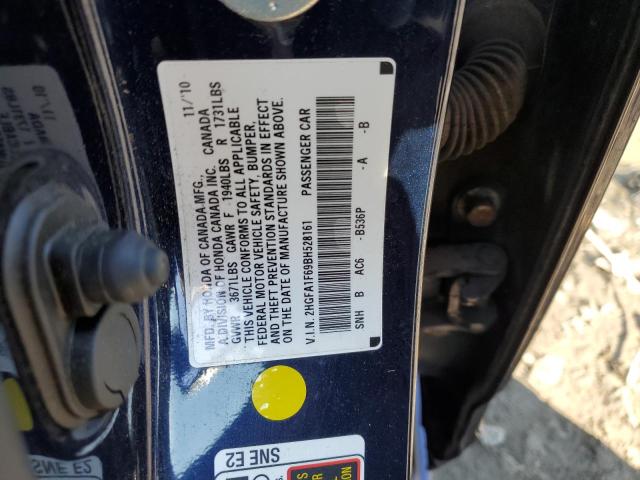 MFD. BY HONDA OF CANADA MFG., 11/'10
A DIVISION OF HONDA CANADA INC. CANADA
GVWR 3671LBS GAWR F 1940LBS R 1731LBS
THIS VEHICLE CONFORMS TO ALL APPLICABLE
FEDERAL MOTOR VEHICLE SAFETY, BUMPER,
AND THEFT PREVENTION STANDARDS IN EFFECT
ON THE DATE OF MANUFACTURE SHOWN ABOVE.
V.I.N. 2HGFA1F69BH528161 PASSENGER CAR
SNH B AC6 -B536P -A -B
SNE E2
SNE E2